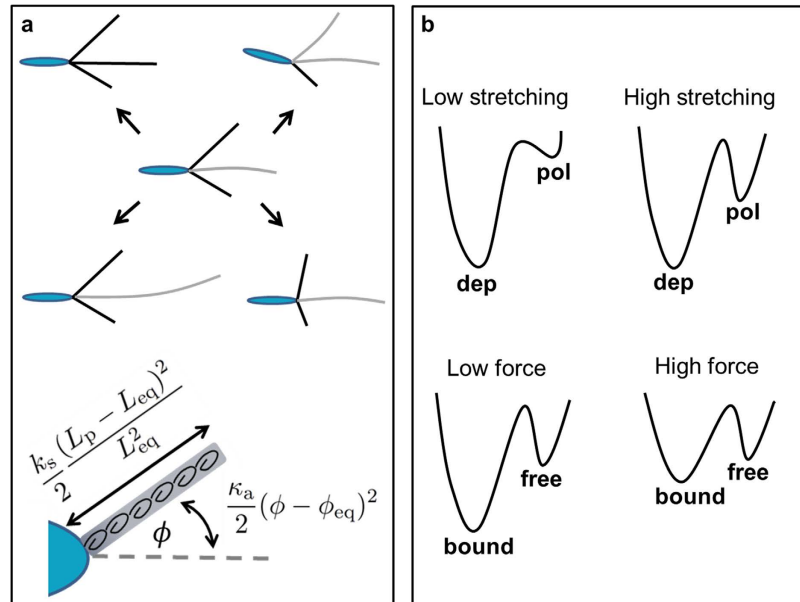 a
k_s/2 (L_p − L_eq)^2/L_eq^2
κ_a/2 (ϕ − ϕ_eq)^2
ϕ
b
Low stretching High stretching
pol
pol
dep
dep
Low force High force
free free
bound
bound